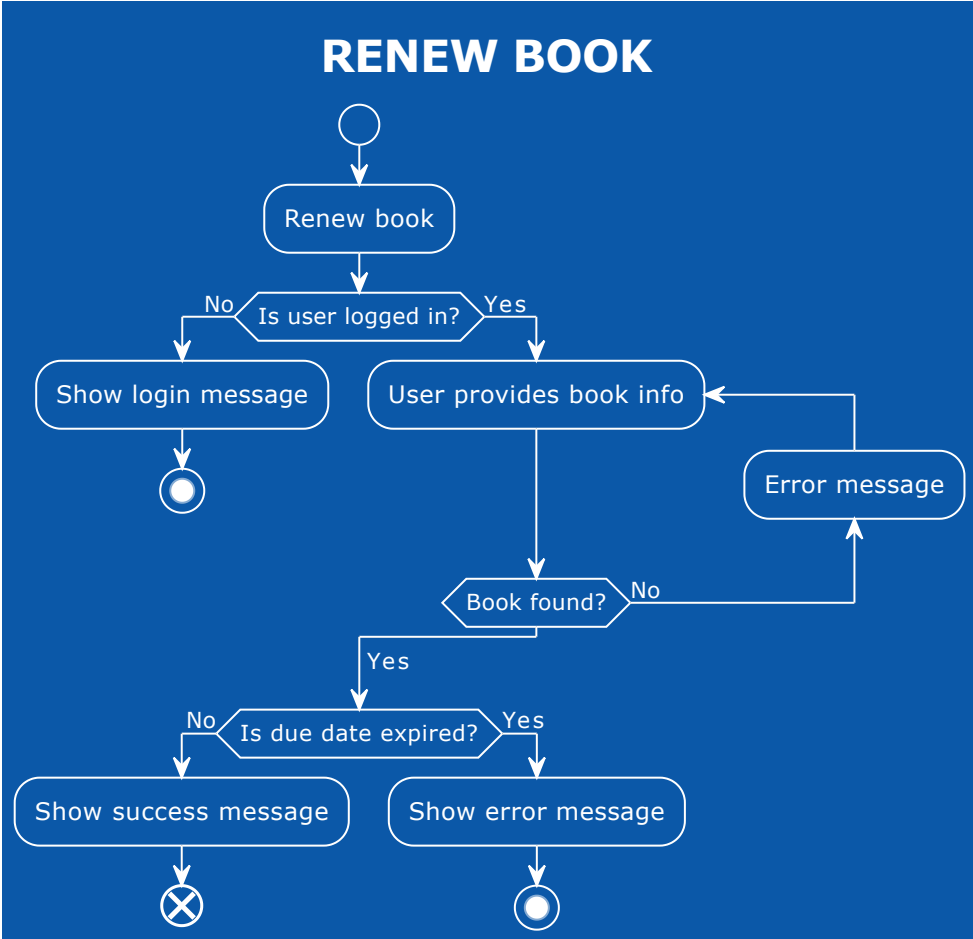 RENEW BOOK
Renew book
No
Is user logged in?
Yes
Show login message
User provides book info
Error message
Book found?
No
Yes
No
Is due date expired?
Yes
Show success message
Show error message